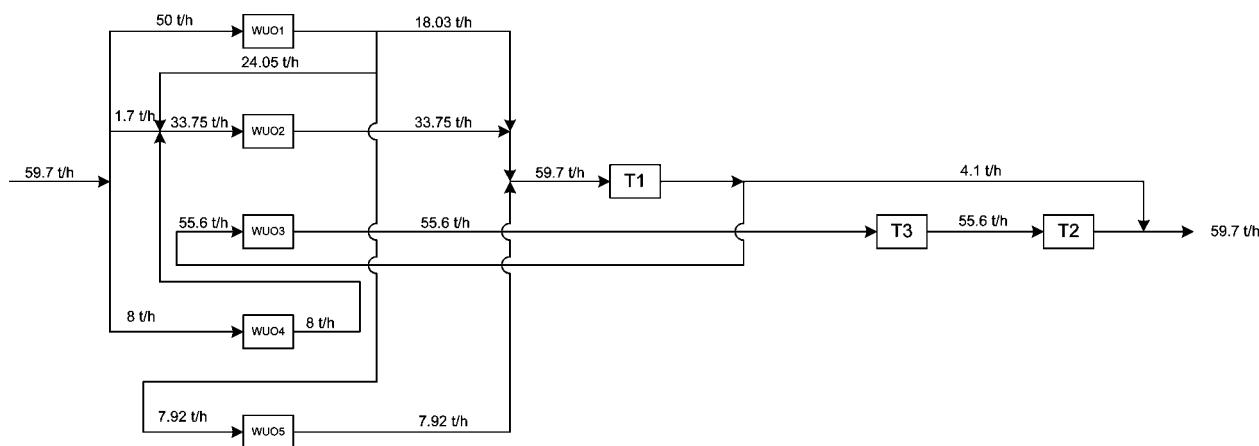 50 t/h
WUO1
18.03 t/h
24.05 t/h
1.7 t/h
33.75 t/h
WUO2
33.75 t/h
59.7 t/h
59.7 t/h
T1
4.1 t/h
55.6 t/h
WUO3
55.6 t/h
T3
55.6 t/h
T2
59.7 t/h
8 t/h
WUO4
8 t/h
7.92 t/h
WUO5
7.92 t/h